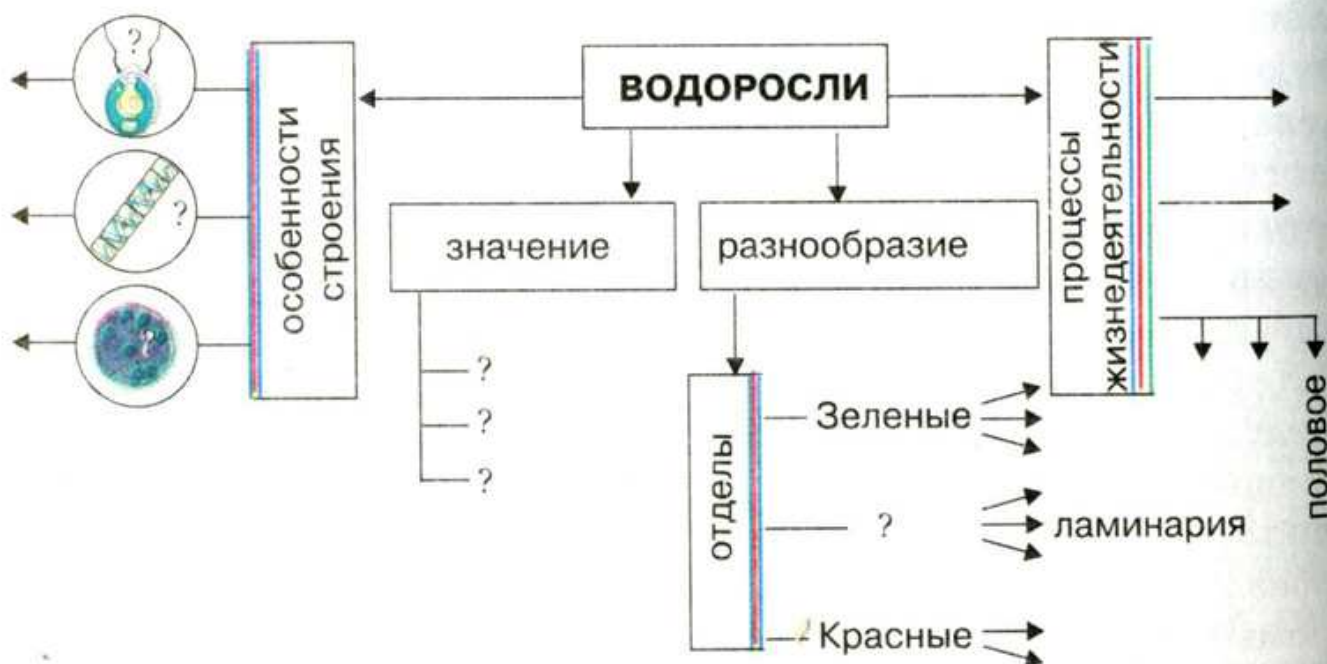 ?
ВОДОРОСЛИ
?
?
особенности
строения
значение
разнообразие
процессы
жизнедеятельности
?
?
?
отделы
Зеленые
?
ламинария
Красные
половое